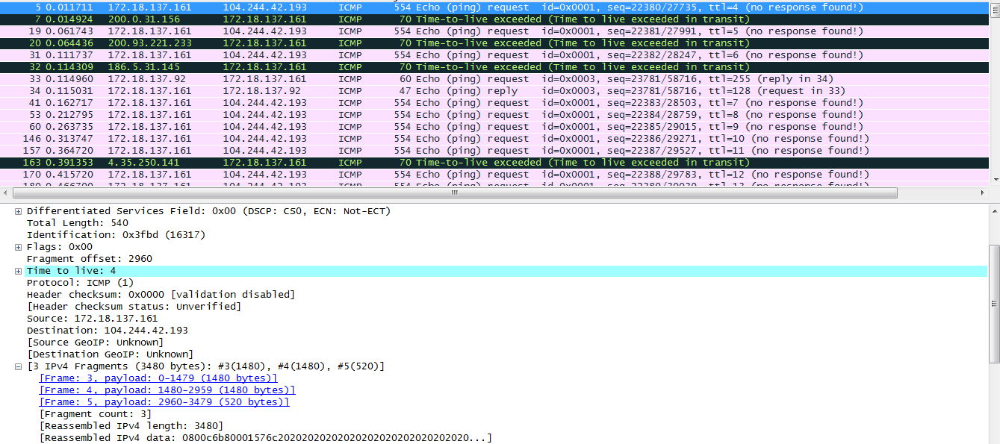 5 0.011711 172.18.137.161 104.244.42.193 ICMP 554 Echo (ping) request id=0x0001, seq=22380/27735, ttl=4 (no response found!)
7 0.014924 200.0.31.156 172.18.137.161 ICMP 70 Time-to-live exceeded (Time to live exceeded in transit)
19 0.061743 172.18.137.161 104.244.42.193 ICMP 554 Echo (ping) request id=0x0001, seq=22381/27991, ttl=5 (no response found!)
20 0.064436 200.93.221.233 172.18.137.161 ICMP 70 Time-to-live exceeded (Time to live exceeded in transit)
31 0.111737 172.18.137.161 104.244.42.193 ICMP 554 Echo (ping) request id=0x0001, seq=22382/28247, ttl=6 (no response found!)
32 0.114309 186.5.31.145 172.18.137.161 ICMP 70 Time-to-live exceeded (Time to live exceeded in transit)
33 0.114960 172.18.137.92 172.18.137.161 ICMP 60 Echo (ping) request id=0x0003, seq=23781/58716, ttl=255 (reply in 34)
34 0.115031 172.18.137.161 172.18.137.92 ICMP 47 Echo (ping) reply id=0x0003, seq=23781/58716, ttl=128 (request in 33)
41 0.162717 172.18.137.161 104.244.42.193 ICMP 554 Echo (ping) request id=0x0001, seq=22383/28503, ttl=7 (no response found!)
53 0.212795 172.18.137.161 104.244.42.193 ICMP 554 Echo (ping) request id=0x0001, seq=22384/28759, ttl=8 (no response found!)
60 0.263735 172.18.137.161 104.244.42.193 ICMP 554 Echo (ping) request id=0x0001, seq=22385/29015, ttl=9 (no response found!)
146 0.313747 172.18.137.161 104.244.42.193 ICMP 554 Echo (ping) request id=0x0001, seq=22386/29271, ttl=10 (no response found!)
157 0.364720 172.18.137.161 104.244.42.193 ICMP 554 Echo (ping) request id=0x0001, seq=22387/29527, ttl=11 (no response found!)
163 0.391353 4.35.250.141 172.18.137.161 ICMP 70 Time-to-live exceeded (Time to live exceeded in transit)
170 0.415720 172.18.137.161 104.244.42.193 ICMP 554 Echo (ping) request id=0x0001, seq=22388/29783, ttl=12 (no response found!)
Differentiated Services Field: 0x00 (DSCP: CS0, ECN: Not-ECT)
Total Length: 540
Identification: 0x3fbd (16317)
Flags: 0x00
Fragment offset: 2960
Time to live: 4
Protocol: ICMP (1)
Header checksum: 0x0000 [validation disabled]
[Header checksum status: Unverified]
Source: 172.18.137.161
Destination: 104.244.42.193
[Source GeoIP: Unknown]
[Destination GeoIP: Unknown]
[3 IPv4 Fragments (3480 bytes): #3(1480), #4(1480), #5(520)]
[Frame: 3, payload: 0-1479 (1480 bytes)]
[Frame: 4, payload: 1480-2959 (1480 bytes)]
[Frame: 5, payload: 2960-3479 (520 bytes)]
[Fragment count: 3]
[Reassembled IPv4 length: 3480]
[Reassembled IPv4 data: 0800c6b80001576c20202020202020202020202020202020...]